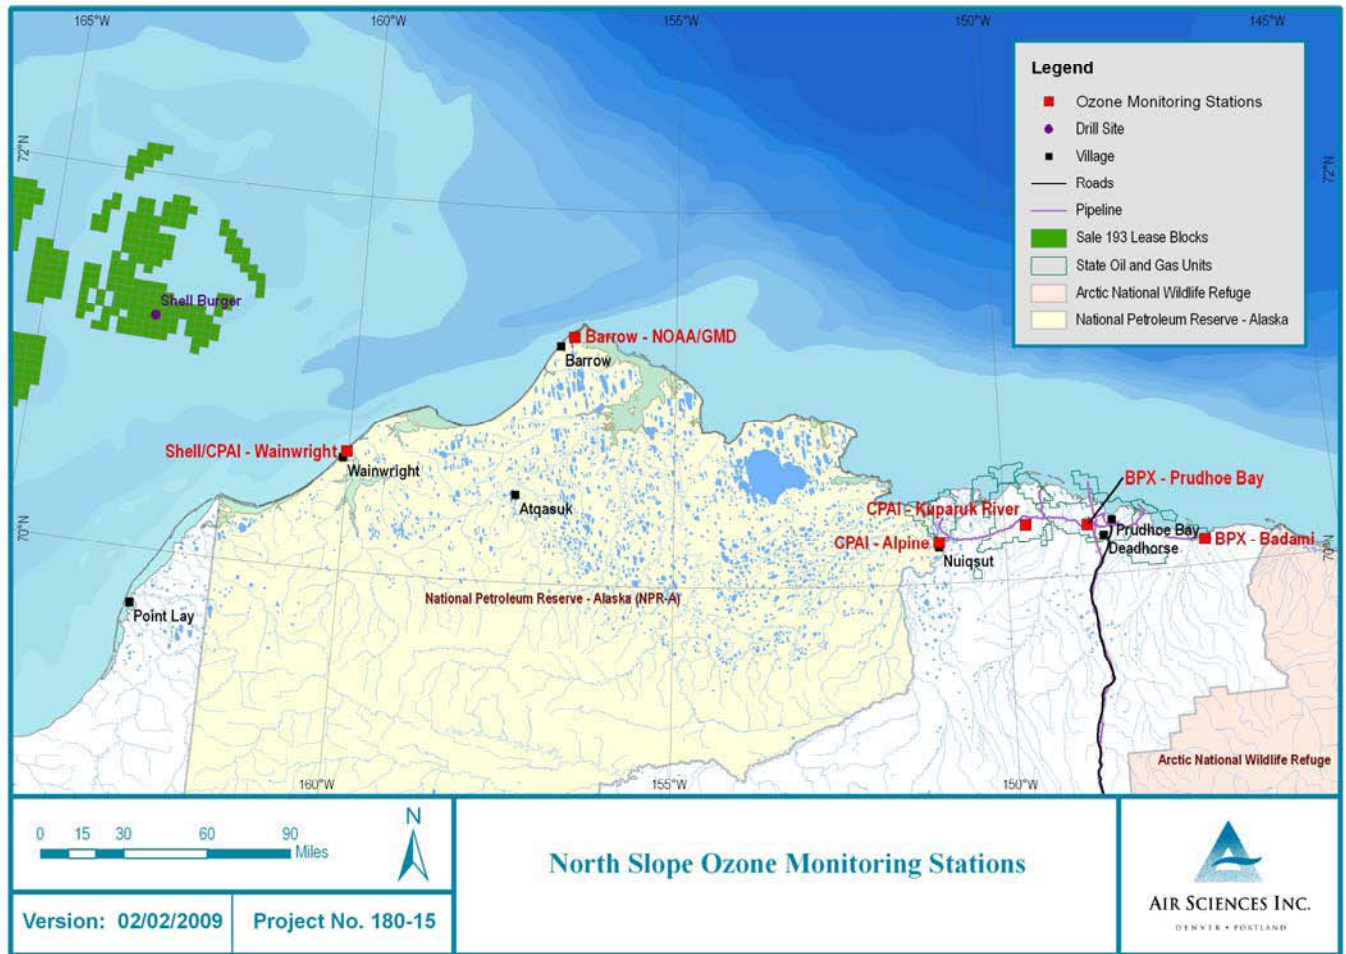 165°W
160°W
155°W
150°W
145°W
72°N
72°N
Legend
Ozone Monitoring Stations
Drill Site
Village
Roads
Pipeline
Sale 193 Lease Blocks
State Oil and Gas Units
Arctic National Wildlife Refuge
National Petroleum Reserve - Alaska
Shell Burger
Barrow - NOAA/GMD
Barrow
Shell/CPAI - Wainwright
Wainwright
Atqasuk
BPX - Prudhoe Bay
CPAI - Kuparuk River
Prudhoe Bay
CPAI - Alpine
BPX - Badami
Deadhorse
Nuiqsut
70°N
70°N
National Petroleum Reserve - Alaska (NPR-A)
Point Lay
Arctic National Wildlife Refuge
160°W
155°W
150°W
0 15 30 60 90
Miles
N
North Slope Ozone Monitoring Stations
AIR SCIENCES INC.
DENVER • PORTLAND
Version: 02/02/2009
Project No. 180-15